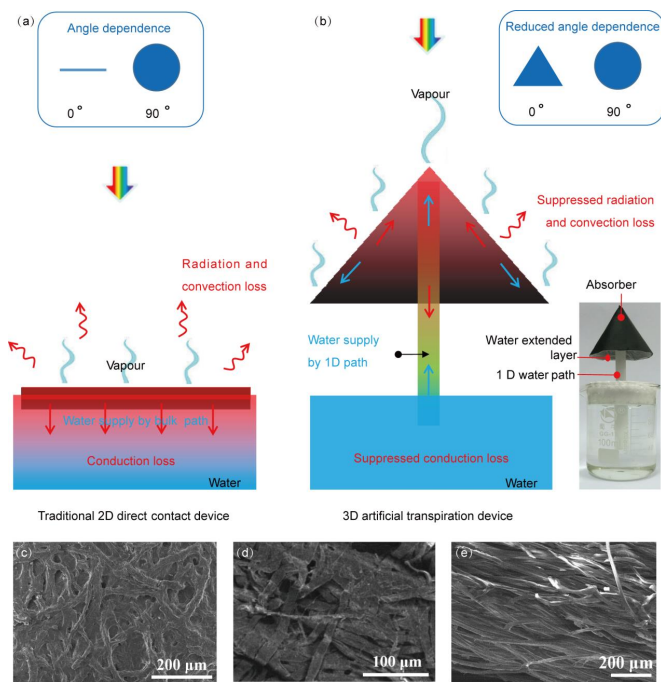 (a)
Angle dependence
0°
90°
Radiation and
convection loss
Vapour
Water supply by bulk path
Conduction loss
Water
Traditional 2D direct contact device
(b)
Reduced angle dependence
0°
90°
Vapour
Suppressed radiation
and convection loss
Water supply
by 1D path
Suppressed conduction loss
Water
Absorber
Water extended
layer
1 D water path
3D artificial transpiration device
(c)
200 μm
(d)
100 μm
(e)
200 μm